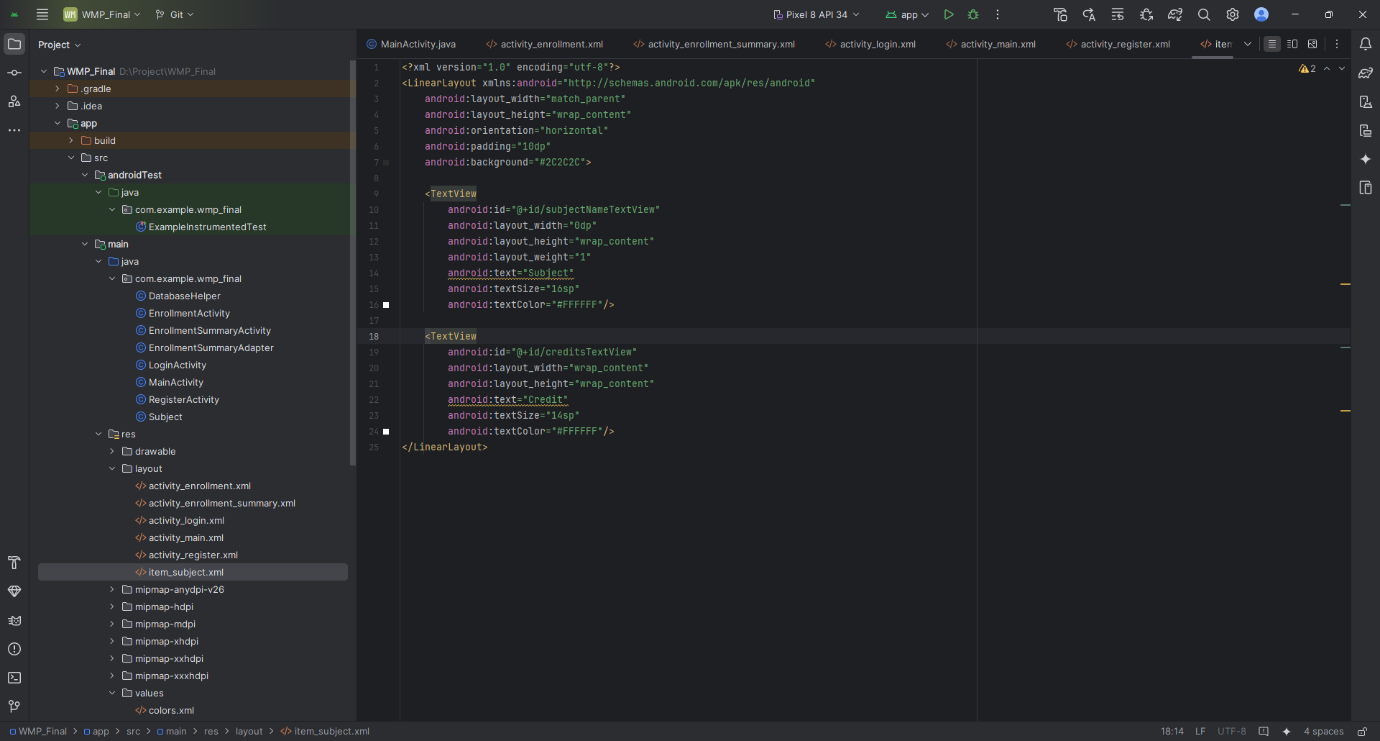 WM WMP_Final Git Pixel 8 API 34 app
Project
MainActivity.java activity_enrollment.xml activity_enrollment_summary.xml activity_login.xml activity_main.xml activity_register.xml iten
WMP_Final D:\Project\WMP_Final
.gradle
.idea
app
build
src
androidTest
java
com.example.wmp_final
ExampleInstrumentedTest
main
java
com.example.wmp_final
DatabaseHelper
EnrollmentActivity
EnrollmentSummaryActivity
EnrollmentSummaryAdapter
LoginActivity
MainActivity
RegisterActivity
Subject
res
drawable
layout
activity_enrollment.xml
activity_enrollment_summary.xml
activity_login.xml
activity_main.xml
activity_register.xml
item_subject.xml
mipmap-anydpi-v26
mipmap-hdpi
mipmap-mdpi
mipmap-xhdpi
mipmap-xxhdpi
mipmap-xxxhdpi
values
colors.xml
2
1 <?xml version="1.0" encoding="utf-8"?>
2 <LinearLayout xmlns:android="http://schemas.android.com/apk/res/android"
3 android:layout_width="match_parent"
4 android:layout_height="wrap_content"
5 android:orientation="horizontal"
6 android:padding="10dp"
7 android:background="#2C2C2C">
8
9 <TextView
10 android:id="@+id/subjectNameTextView"
11 android:layout_width="0dp"
12 android:layout_height="wrap_content"
13 android:layout_weight="1"
14 android:text="Subject"
15 android:textSize="16sp"
16 android:textColor="#FFFFFF"/>
17
18 <TextView
19 android:id="@+id/creditsTextView"
20 android:layout_width="wrap_content"
21 android:layout_height="wrap_content"
22 android:text="Credit"
23 android:textSize="14sp"
24 android:textColor="#FFFFFF"/>
25 </LinearLayout>
WMP_Final > app > src > main > res > layout > item_subject.xml 18:14 LF UTF-8 4 spaces